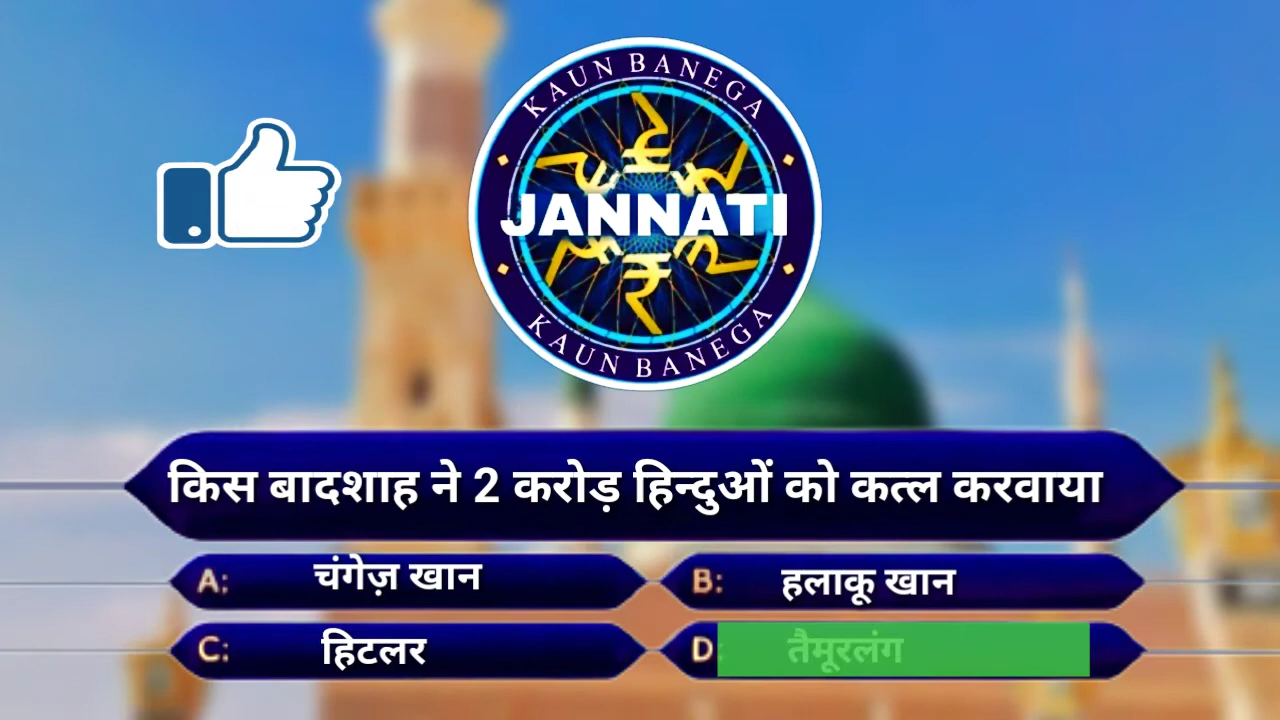 KAUN BANEGA
JANNATI
KAUN BANEGA
किस बादशाह ने 2 करोड़ हिन्दुओं को कत्ल करवाया
A: चंगेज़ खान
B: हलाकू खान
C: हिटलर
D: तैमूरलंग